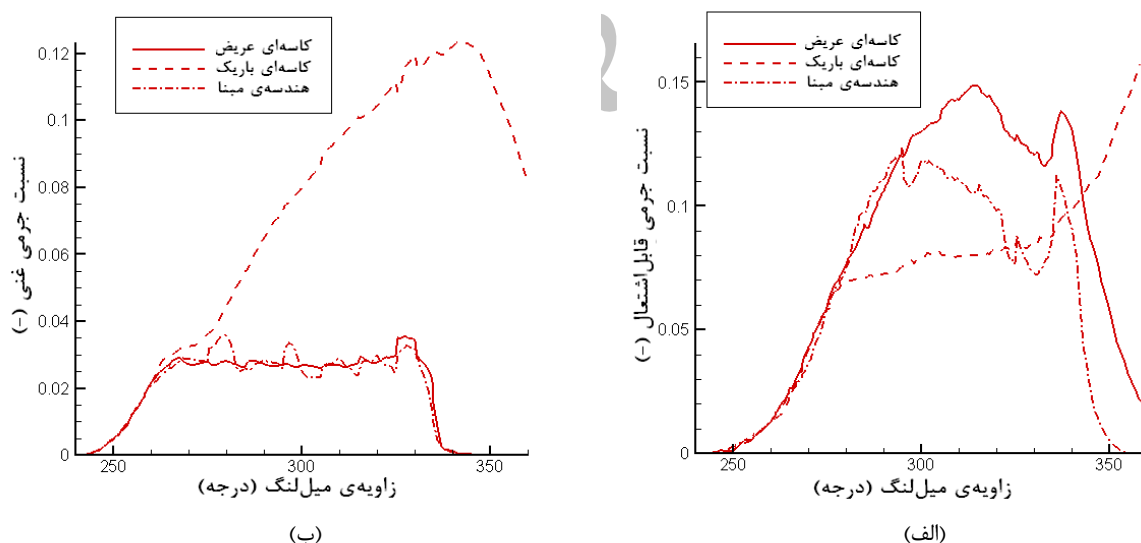 کاسه‌ای عریض
کاسه‌ای باریک
هندسه‌ی مبنا
0.15
0.1
0.05
0
250
300
350
نسبت جرمی قابل‌اشتعال (-)
زاویه‌ی میل‌لنگ (درجه)
(الف)
کاسه‌ای عریض
کاسه‌ای باریک
هندسه‌ی مبنا
0.12
0.1
0.08
0.06
0.04
0.02
0
250
300
350
نسبت جرمی غنی (-)
زاویه‌ی میل‌لنگ (درجه)
(ب)